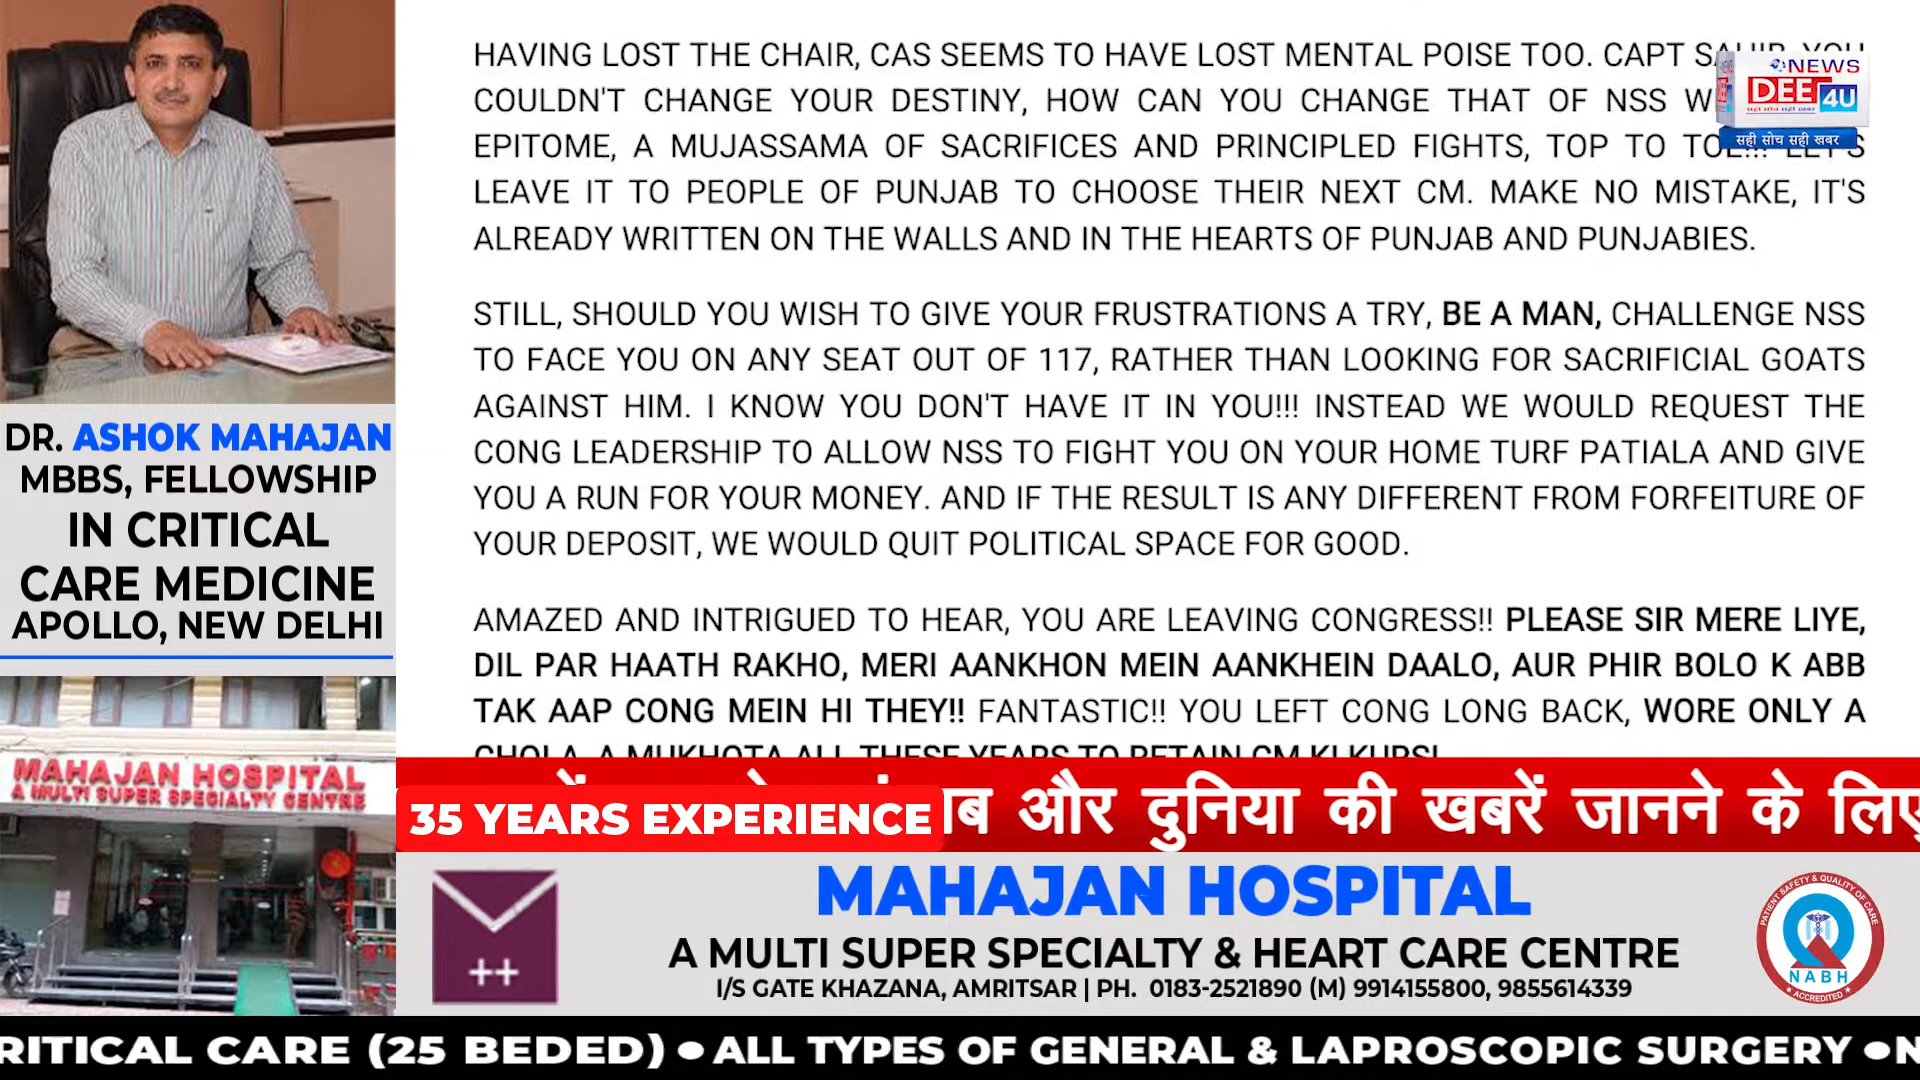 HAVING LOST THE CHAIR, CAS SEEMS TO HAVE LOST MENTAL POISE TOO. CAPT
COULDN'T CHANGE YOUR DESTINY, HOW CAN YOU CHANGE THAT OF NSS
EPITOME, A MUJASSAMA OF SACRIFICES AND PRINCIPLED FIGHTS, TOP TO TOE!!! LET'S
LEAVE IT TO PEOPLE OF PUNJAB TO CHOOSE THEIR NEXT CM. MAKE NO MISTAKE, IT'S
ALREADY WRITTEN ON THE WALLS AND IN THE HEARTS OF PUNJAB AND PUNJABIES.
NEWS
DEE
4U
सही सोच सही खबर
STILL, SHOULD YOU WISH TO GIVE YOUR FRUSTRATIONS A TRY, BE A MAN, CHALLENGE NSS
TO FACE YOU ON ANY SEAT OUT OF 117, RATHER THAN LOOKING FOR SACRIFICIAL GOATS
AGAINST HIM. I KNOW YOU DON'T HAVE IT IN YOU!!! INSTEAD WE WOULD REQUEST THE
CONG LEADERSHIP TO ALLOW NSS TO FIGHT YOU ON YOUR HOME TURF PATIALA AND GIVE
YOU A RUN FOR YOUR MONEY. AND IF THE RESULT IS ANY DIFFERENT FROM FORFEITURE OF
YOUR DEPOSIT, WE WOULD QUIT POLITICAL SPACE FOR GOOD.
AMAZED AND INTRIGUED TO HEAR, YOU ARE LEAVING CONGRESS!! PLEASE SIR MERE LIYE,
DIL PAR HAATH RAKHO, MERI AANKHON MEIN AANKHEIN DAALO, AUR PHIR BOLO K ABB
TAK AAP CONG MEIN HI THEY!! FANTASTIC!! YOU LEFT CONG LONG BACK, WORE ONLY A
CHOLA, A MUKHOTA ALL THESE YEARS TO RETAIN CM KI KURSI
DR. ASHOK MAHAJAN
MBBS, FELLOWSHIP
IN CRITICAL
CARE MEDICINE
APOLLO, NEW DELHI
MAHAJAN HOSPITAL
A MULTI SUPER SPECIALTY CENTRE
35 YEARS EXPERIENCE
और दुनिया की खबरें जानने के लिए
++
MAHAJAN HOSPITAL
A MULTI SUPER SPECIALTY & HEART CARE CENTRE
I/S GATE KHAZANA, AMRITSAR | PH. 0183-2521890 (M) 9914155800, 9855614339
PATIENT SAFETY & QUALITY OF CARE
NABH
ACCREDITED
RITICAL CARE (25 BEDED) ● ALL TYPES OF GENERAL & LAPROSCOPIC SURGERY ● N